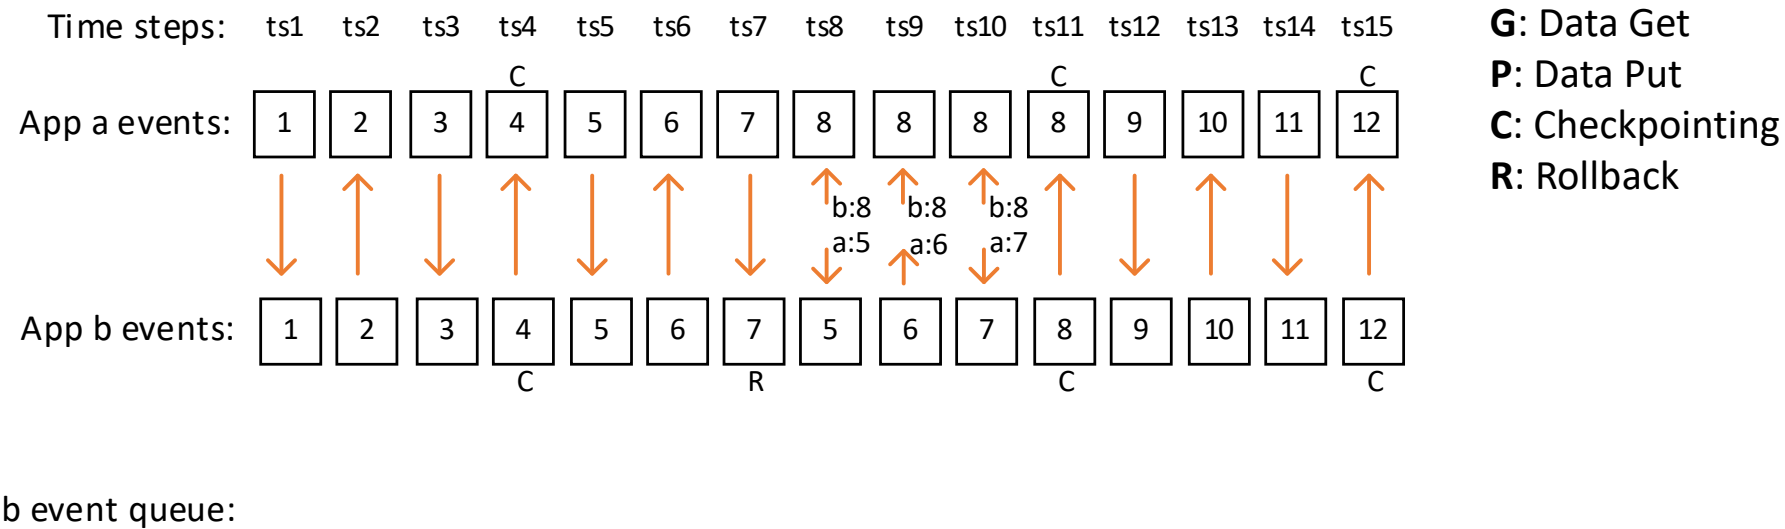 Time steps: ts1 ts2 ts3 ts4 ts5 ts6 ts7 ts8 ts9 ts10 ts11 ts12 ts13 ts14 ts15
C C C
App a events: 1 2 3 4 5 6 7 8 8 8 8 9 10 11 12
b:8 b:8 b:8
a:5 a:6 a:7
App b events: 1 2 3 4 5 6 7 5 6 7 8 9 10 11 12
C R C C
b event queue:
G: Data Get
P: Data Put
C: Checkpointing
R: Rollback